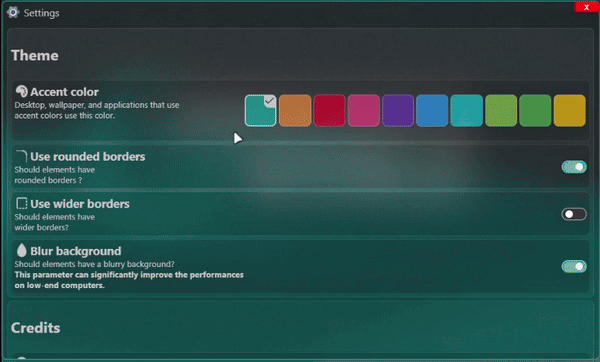 Settings
x
Theme
Accent color
Desktop, wallpaper, and applications that use
accent colors use this color.
Use rounded borders
Should elements have
rounded borders ?
Use wider borders
Should elements have
wider borders?
Blur background
Should elements have a blurry background?
This parameter can significantly improve the performances
on low-end computers.
Credits